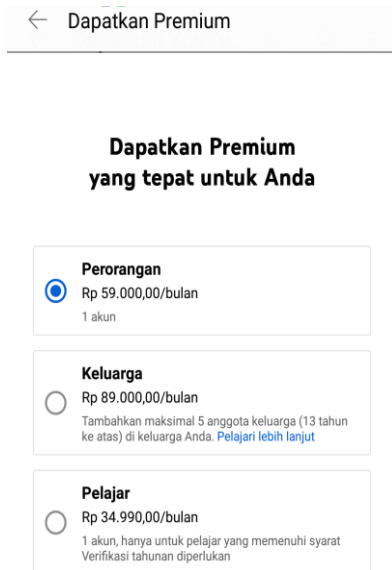 Dapatkan Premium
Dapatkan Premium
yang tepat untuk Anda
Perorangan
Rp 59.000,00/bulan
1 akun
Keluarga
Rp 89.000,00/bulan
Tambahkan maksimal 5 anggota keluarga (13 tahun
ke atas) di keluarga Anda. Pelajari lebih lanjut
Pelajar
Rp 34.990,00/bulan
1 akun, hanya untuk pelajar yang memenuhi syarat
Verifikasi tahunan diperlukan